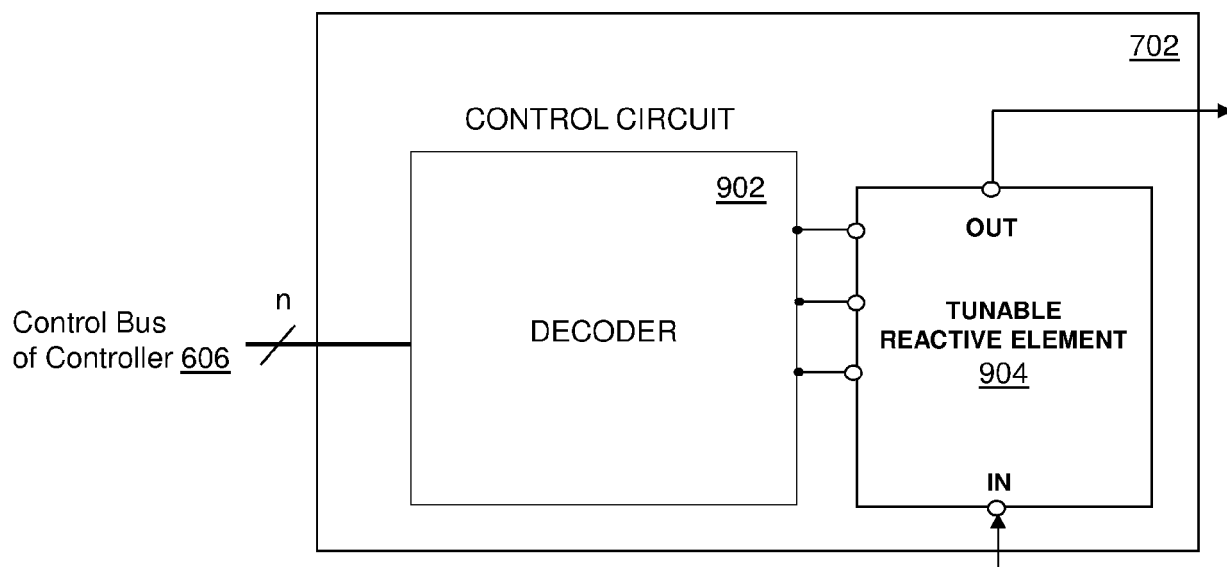 702
CONTROL CIRCUIT
902
OUT
n
DECODER
TUNABLE
REACTIVE ELEMENT
904
Control Bus
of Controller 606
IN